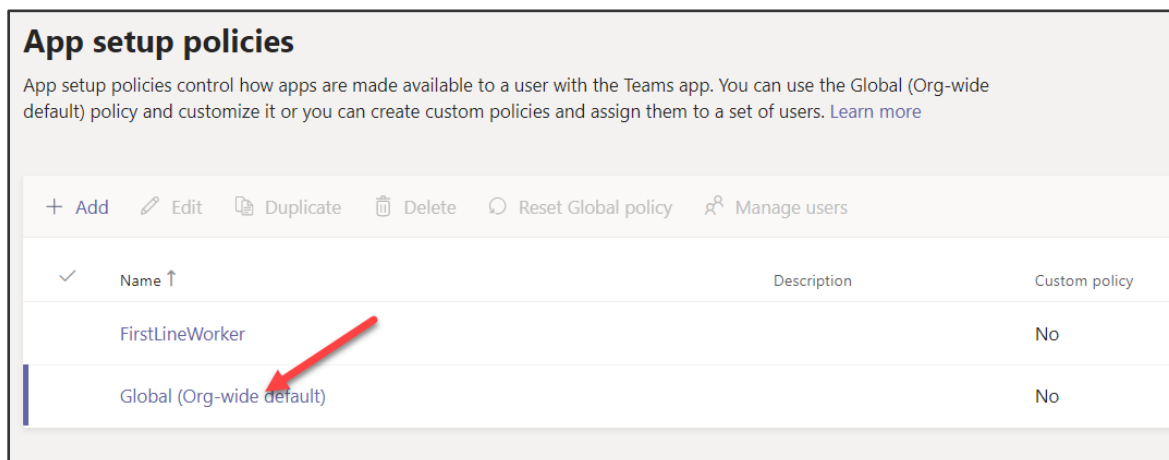 App setup policies
App setup policies control how apps are made available to a user with the Teams app. You can use the Global (Org-wide
default) policy and customize it or you can create custom policies and assign them to a set of users. Learn more
+ Add Edit Duplicate Delete Reset Global policy Manage users
Name ↑ Description Custom policy
FirstLineWorker No
Global (Org-wide default) No